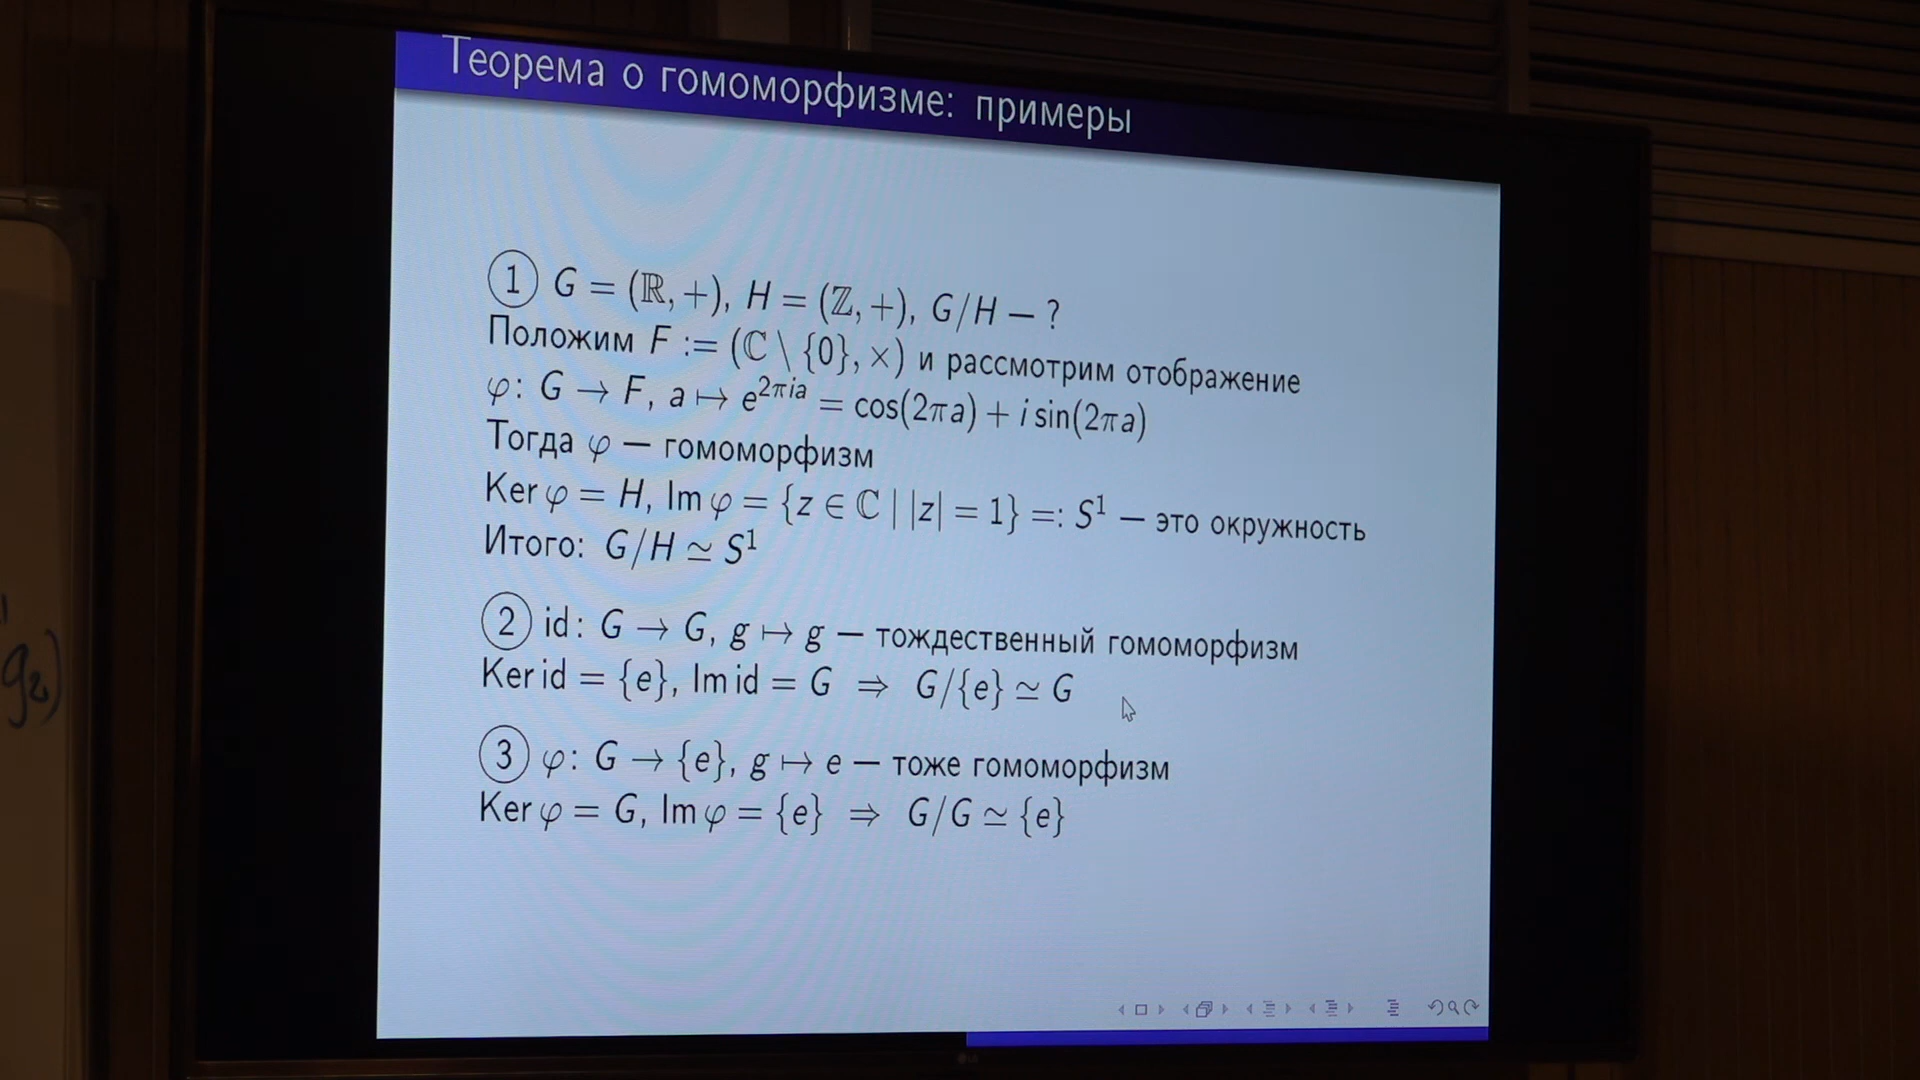 Теорема о гомоморфизме: примеры
① G = (ℝ, +), H = (ℤ, +), G/H — ?
Положим F := (ℂ \ {0}, ×) и рассмотрим отображение
φ: G → F, a ↦ e^{2πia} = cos(2πa) + i sin(2πa)
Тогда φ — гомоморфизм
Ker φ = H, Im φ = {z ∈ ℂ | |z| = 1} =: S¹ — это окружность
Итого: G/H ≃ S¹
② id: G → G, g ↦ g — тождественный гомоморфизм
Ker id = {e}, Im id = G ⇒ G/{e} ≃ G
③ φ: G → {e}, g ↦ e — тоже гомоморфизм
Ker φ = G, Im φ = {e} ⇒ G/G ≃ {e}
g₂)